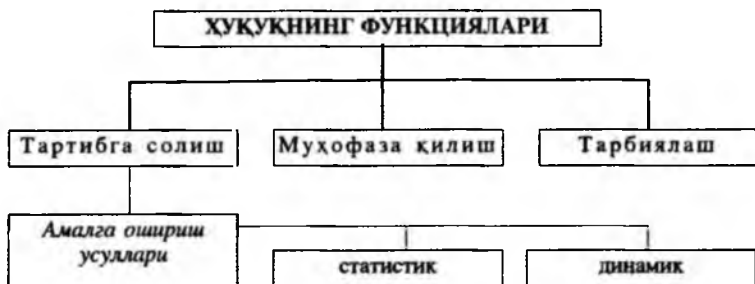 ҲУҚУҚНИНГ ФУНКЦИЯЛАРИ
Тартибга солиш
Муҳофаза қилиш
Тарбиялаш
Амалга ошириш
усуллари
статистик
динамик